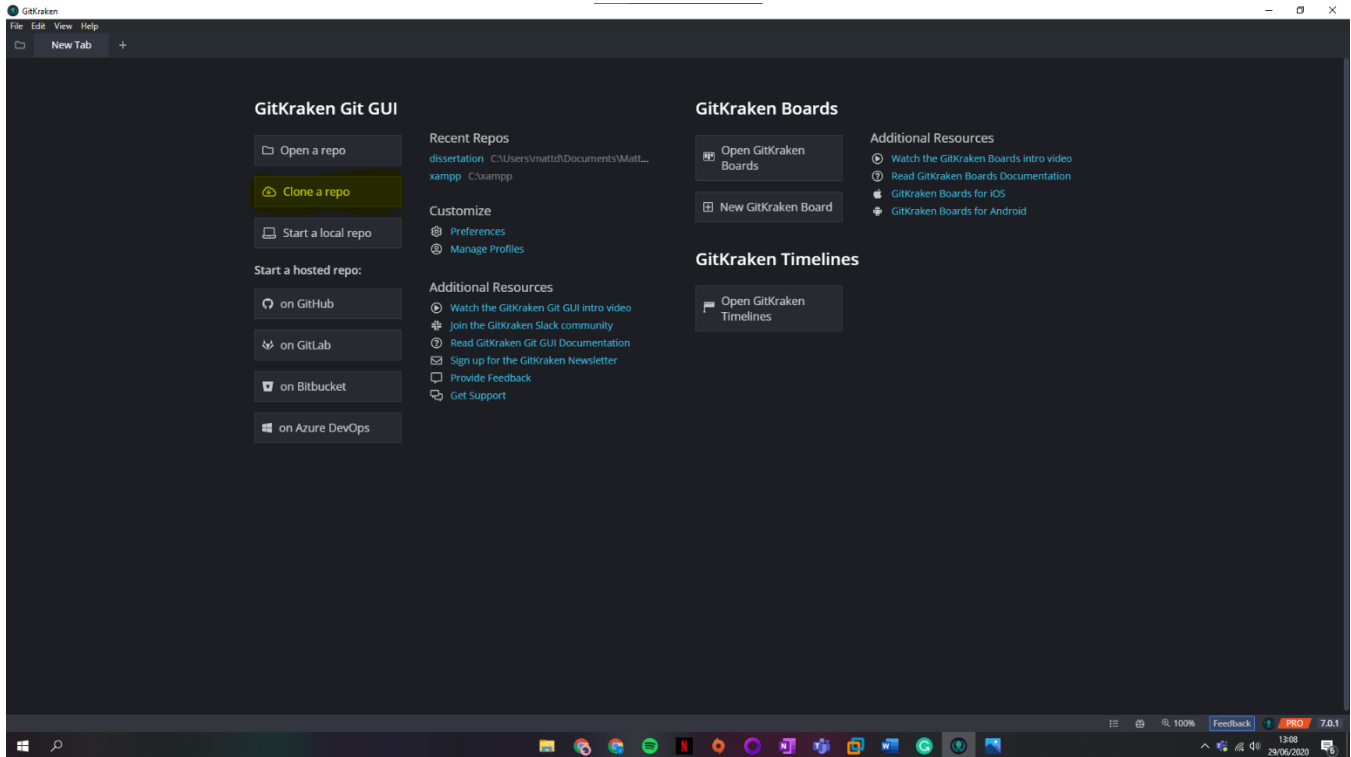 GitKraken
File Edit View Help
New Tab
GitKraken Git GUI
Open a repo
Clone a repo
Start a local repo
Start a hosted repo:
on GitHub
on GitLab
on Bitbucket
on Azure DevOps
Recent Repos
dissertation C:\Users\mattd\Documents\Matt...
xampp C:\xampp
Customize
Preferences
Manage Profiles
Additional Resources
Watch the GitKraken Git GUI intro video
Join the GitKraken Slack community
Read GitKraken Git GUI Documentation
Sign up for the GitKraken Newsletter
Provide Feedback
Get Support
GitKraken Boards
Open GitKraken
Boards
New GitKraken Board
Additional Resources
Watch the GitKraken Boards intro video
Read GitKraken Boards Documentation
GitKraken Boards for iOS
GitKraken Boards for Android
GitKraken Timelines
Open GitKraken
Timelines
100% Feedback PRO 7.0.1
13:08
29/06/2020